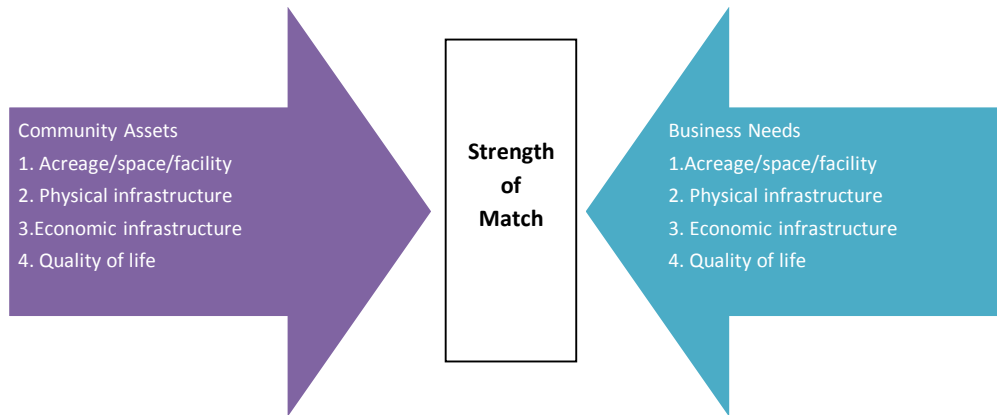 Community Assets
1. Acreage/space/facility
2. Physical infrastructure
3.Economic infrastructure
4. Quality of life
Strength
of
Match
Business Needs
1.Acreage/space/facility
2. Physical infrastructure
3. Economic infrastructure
4. Quality of life